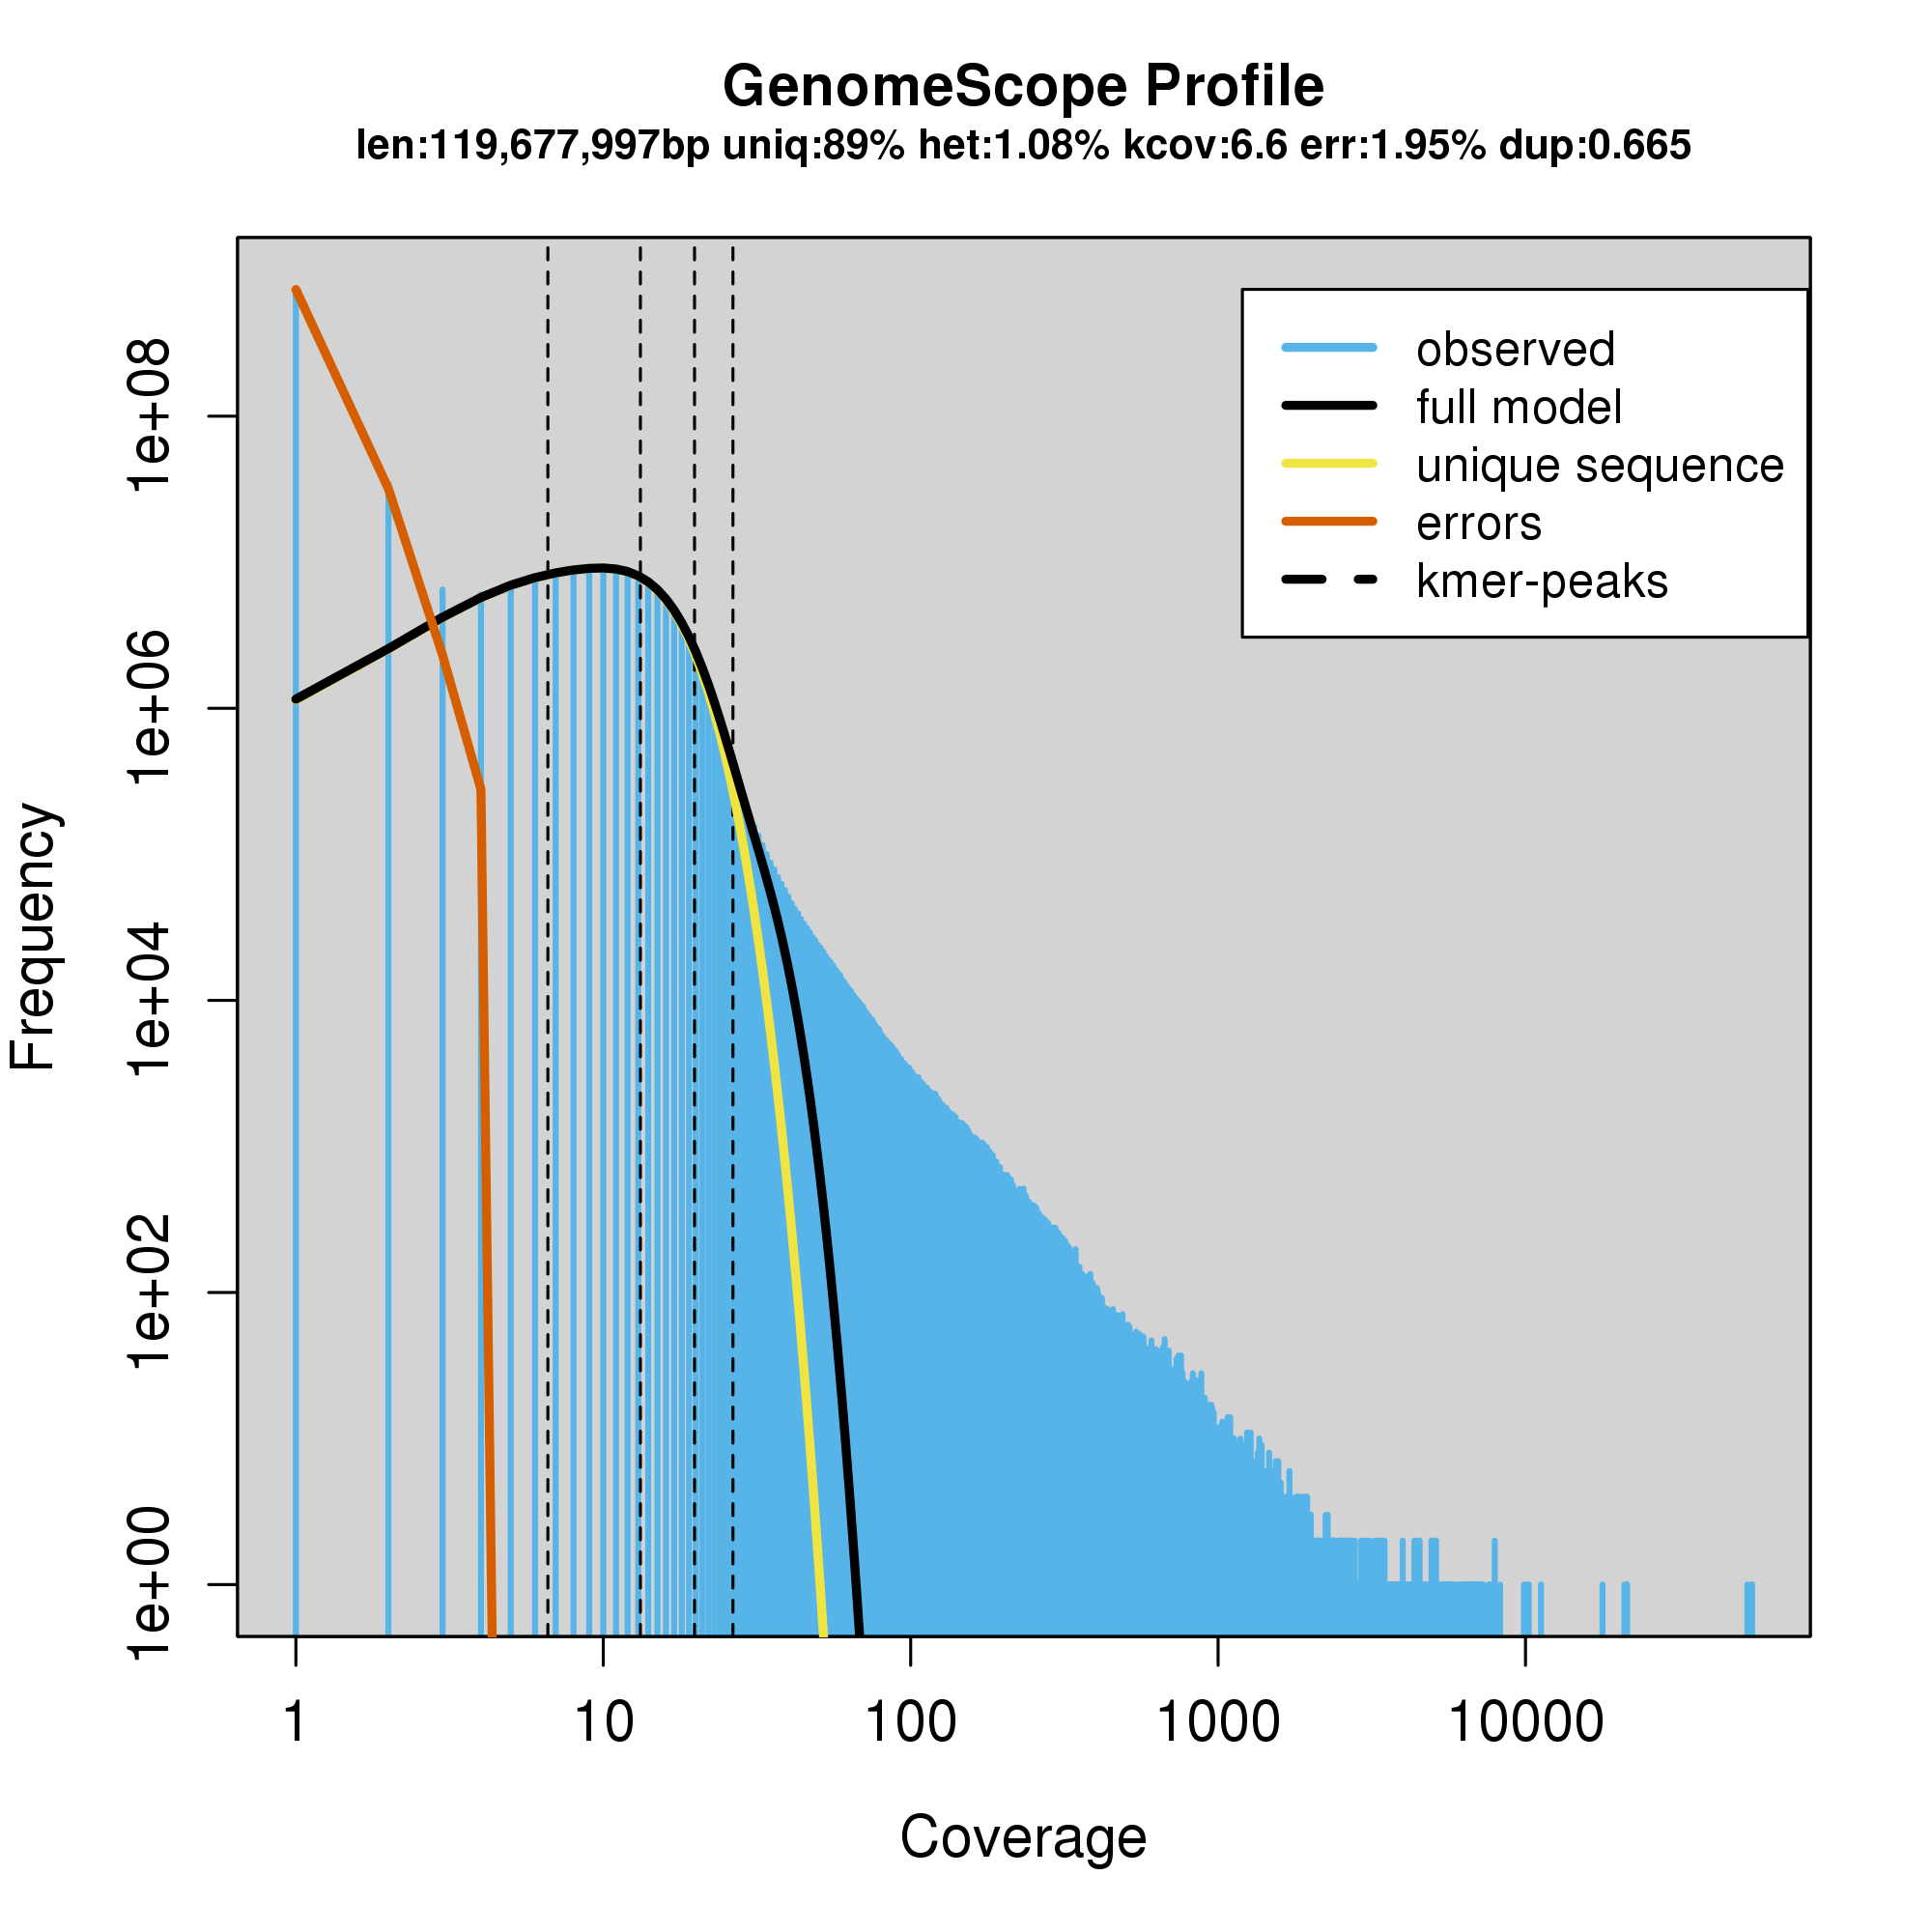 GenomeScope Profile
len:119,677,997bp uniq:89% het:1.08% kcov:6.6 err:1.95% dup:0.665
observed
full model
unique sequence
errors
kmer-peaks
Frequency
1e+08
1e+06
1e+04
1e+02
1e+00
1
10
100
1000
10000
Coverage